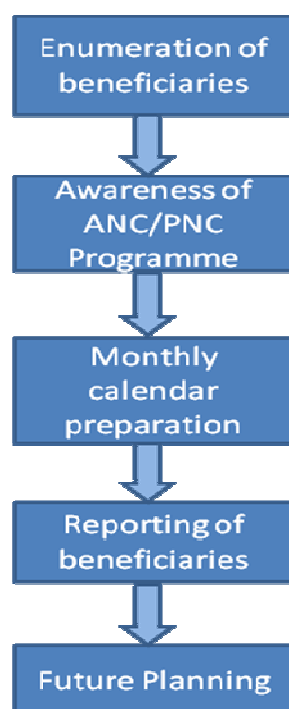 Enumeration of
beneficiaries
Awareness of
ANC/PNC
Programme
Monthly
calendar
preparation
Reporting of
beneficiaries
Future Planning